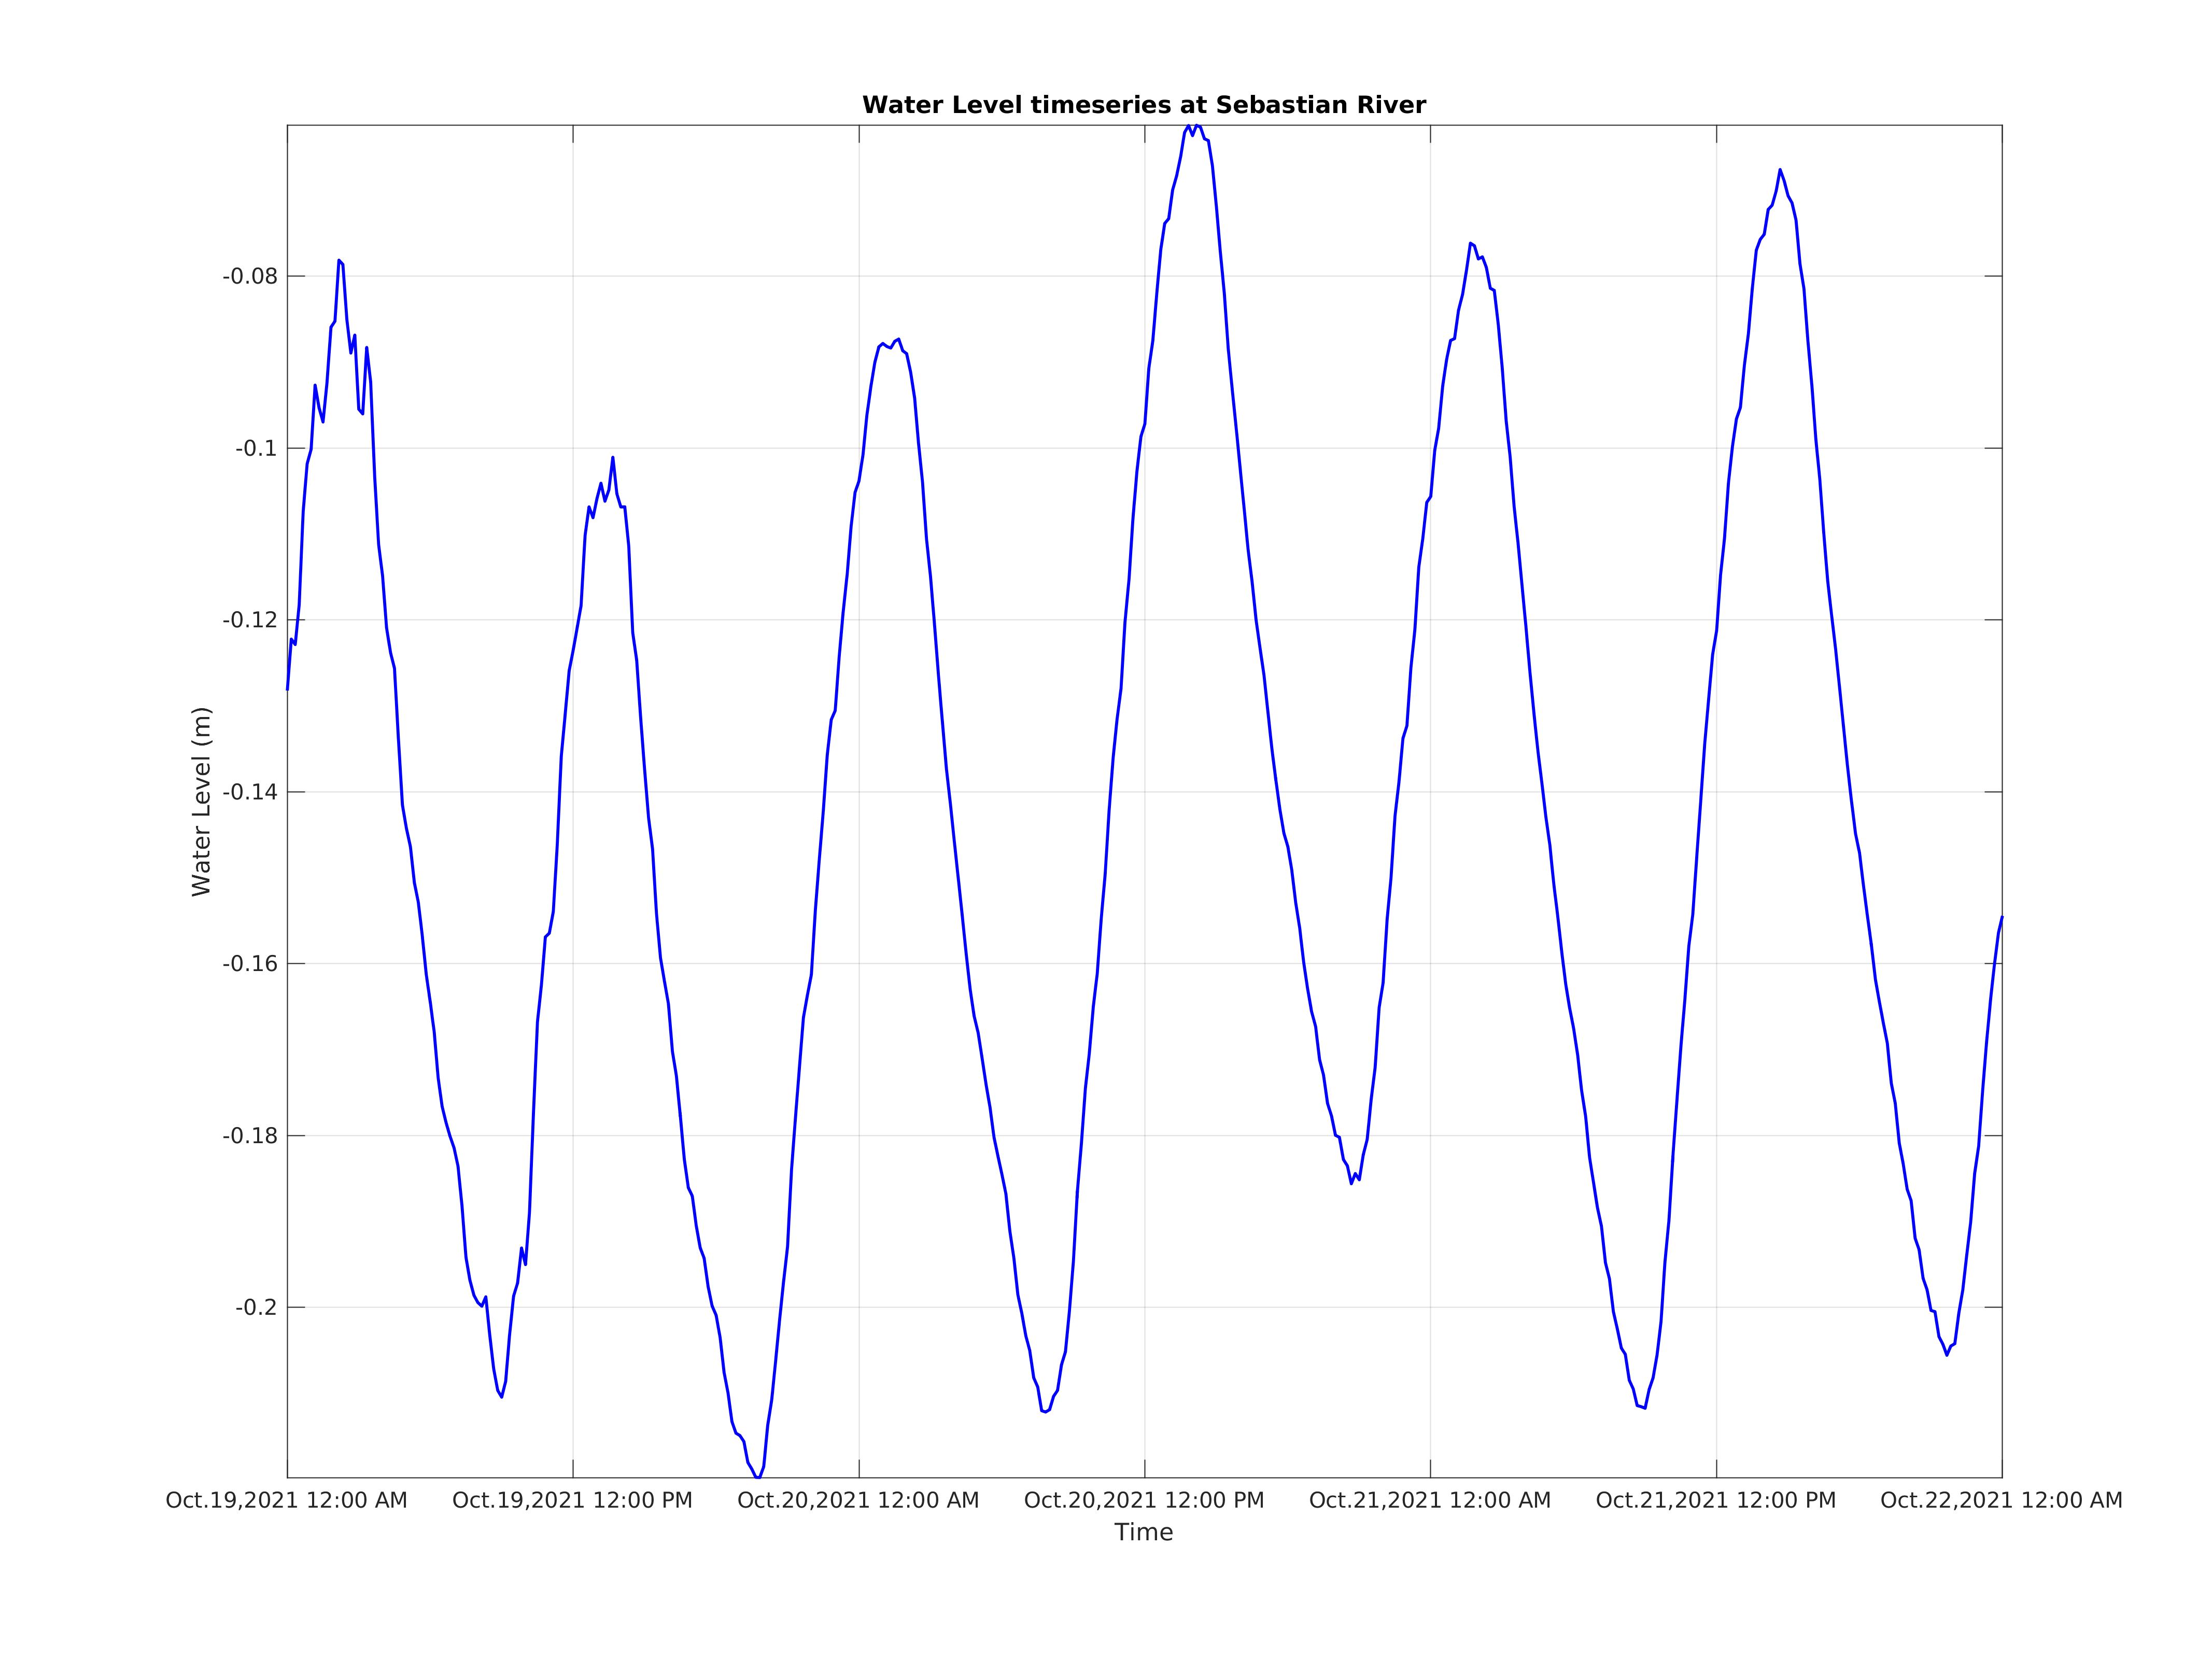 Water Level timeseries at Sebastian River
-0.08
-0.1
-0.12
-0.14
-0.16
-0.18
-0.2
Water Level (m)
Oct.19,2021 12:00 AM Oct.19,2021 12:00 PM Oct.20,2021 12:00 AM Oct.20,2021 12:00 PM Oct.21,2021 12:00 AM Oct.21,2021 12:00 PM Oct.22,2021 12:00 AM
Time